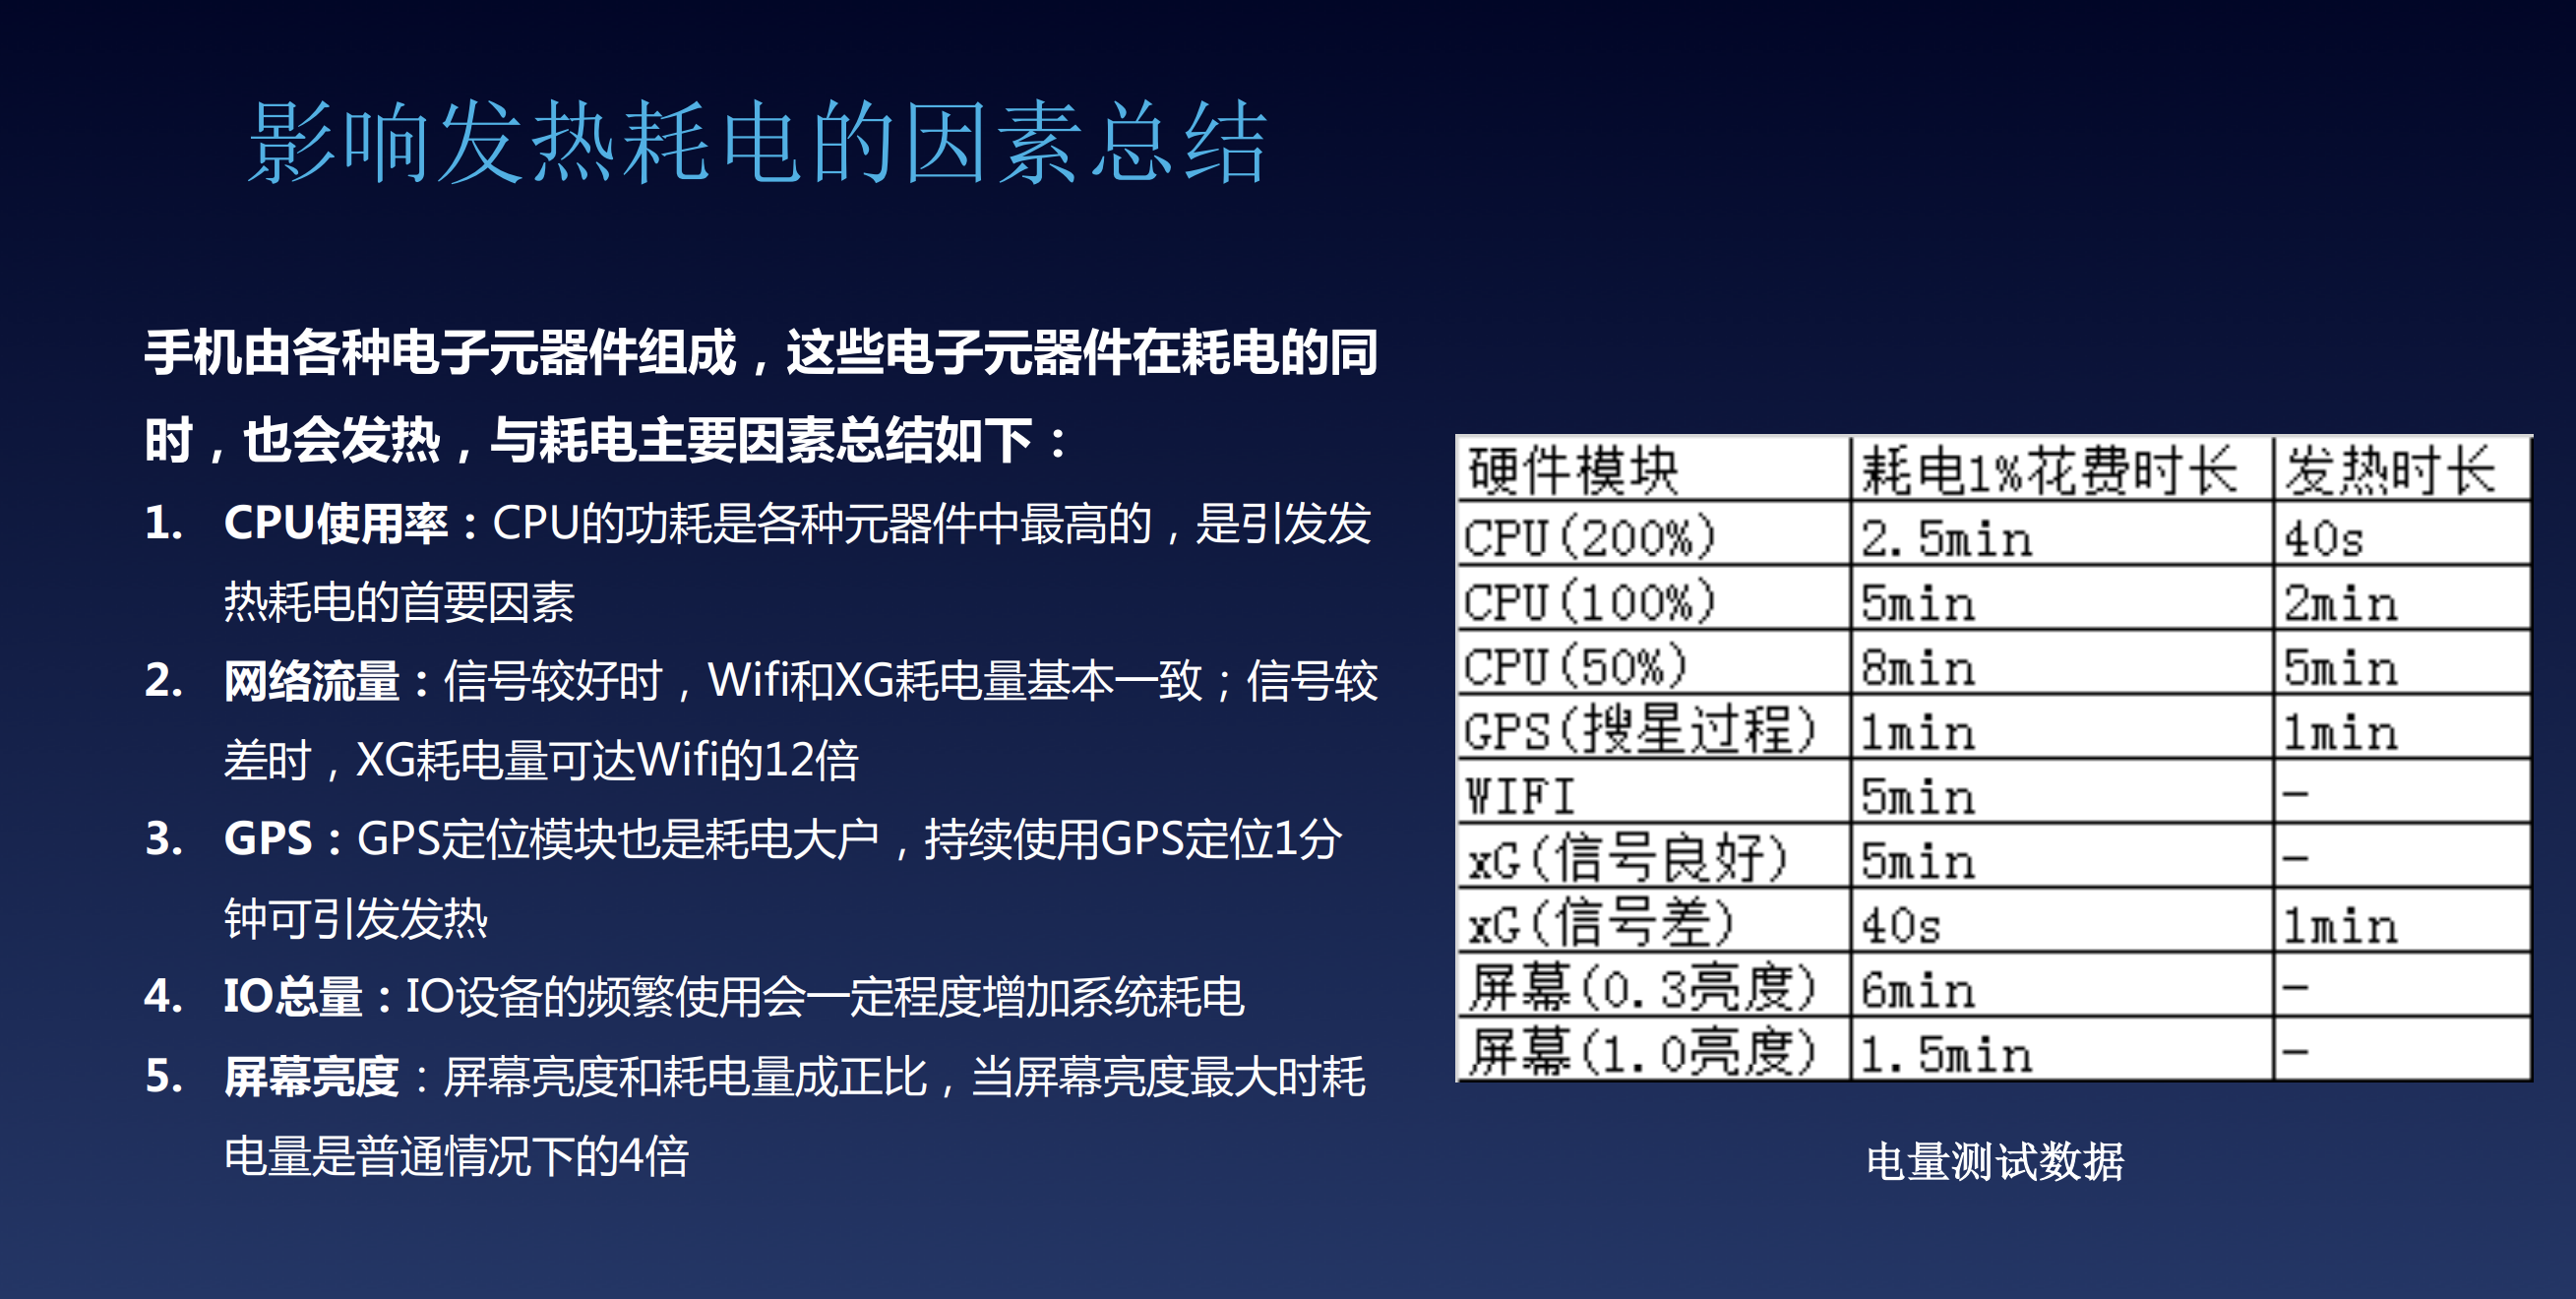 影响发热耗电的因素总结
手机由各种电子元器件组成，这些电子元器件在耗电的同
时，也会发热，与耗电主要因素总结如下：
1. CPU使用率：CPU的功耗是各种元器件中最高的，是引发发
热耗电的首要因素
2. 网络流量：信号较好时，Wifi和XG耗电量基本一致；信号较
差时，XG耗电量可达Wifi的12倍
3. GPS：GPS定位模块也是耗电大户，持续使用GPS定位1分
钟可引发发热
4. IO总量：IO设备的频繁使用会一定程度增加系统耗电
5. 屏幕亮度：屏幕亮度和耗电量成正比，当屏幕亮度最大时耗
电量是普通情况下的4倍
硬件模块 耗电1%花费时长 发热时长
CPU(200%) 2.5min 40s
CPU(100%) 5min 2min
CPU(50%) 8min 5min
GPS(搜星过程) 1min 1min
WIFI 5min -
xG(信号良好) 5min -
xG(信号差) 40s 1min
屏幕(0.3亮度) 6min -
屏幕(1.0亮度) 1.5min -
电量测试数据